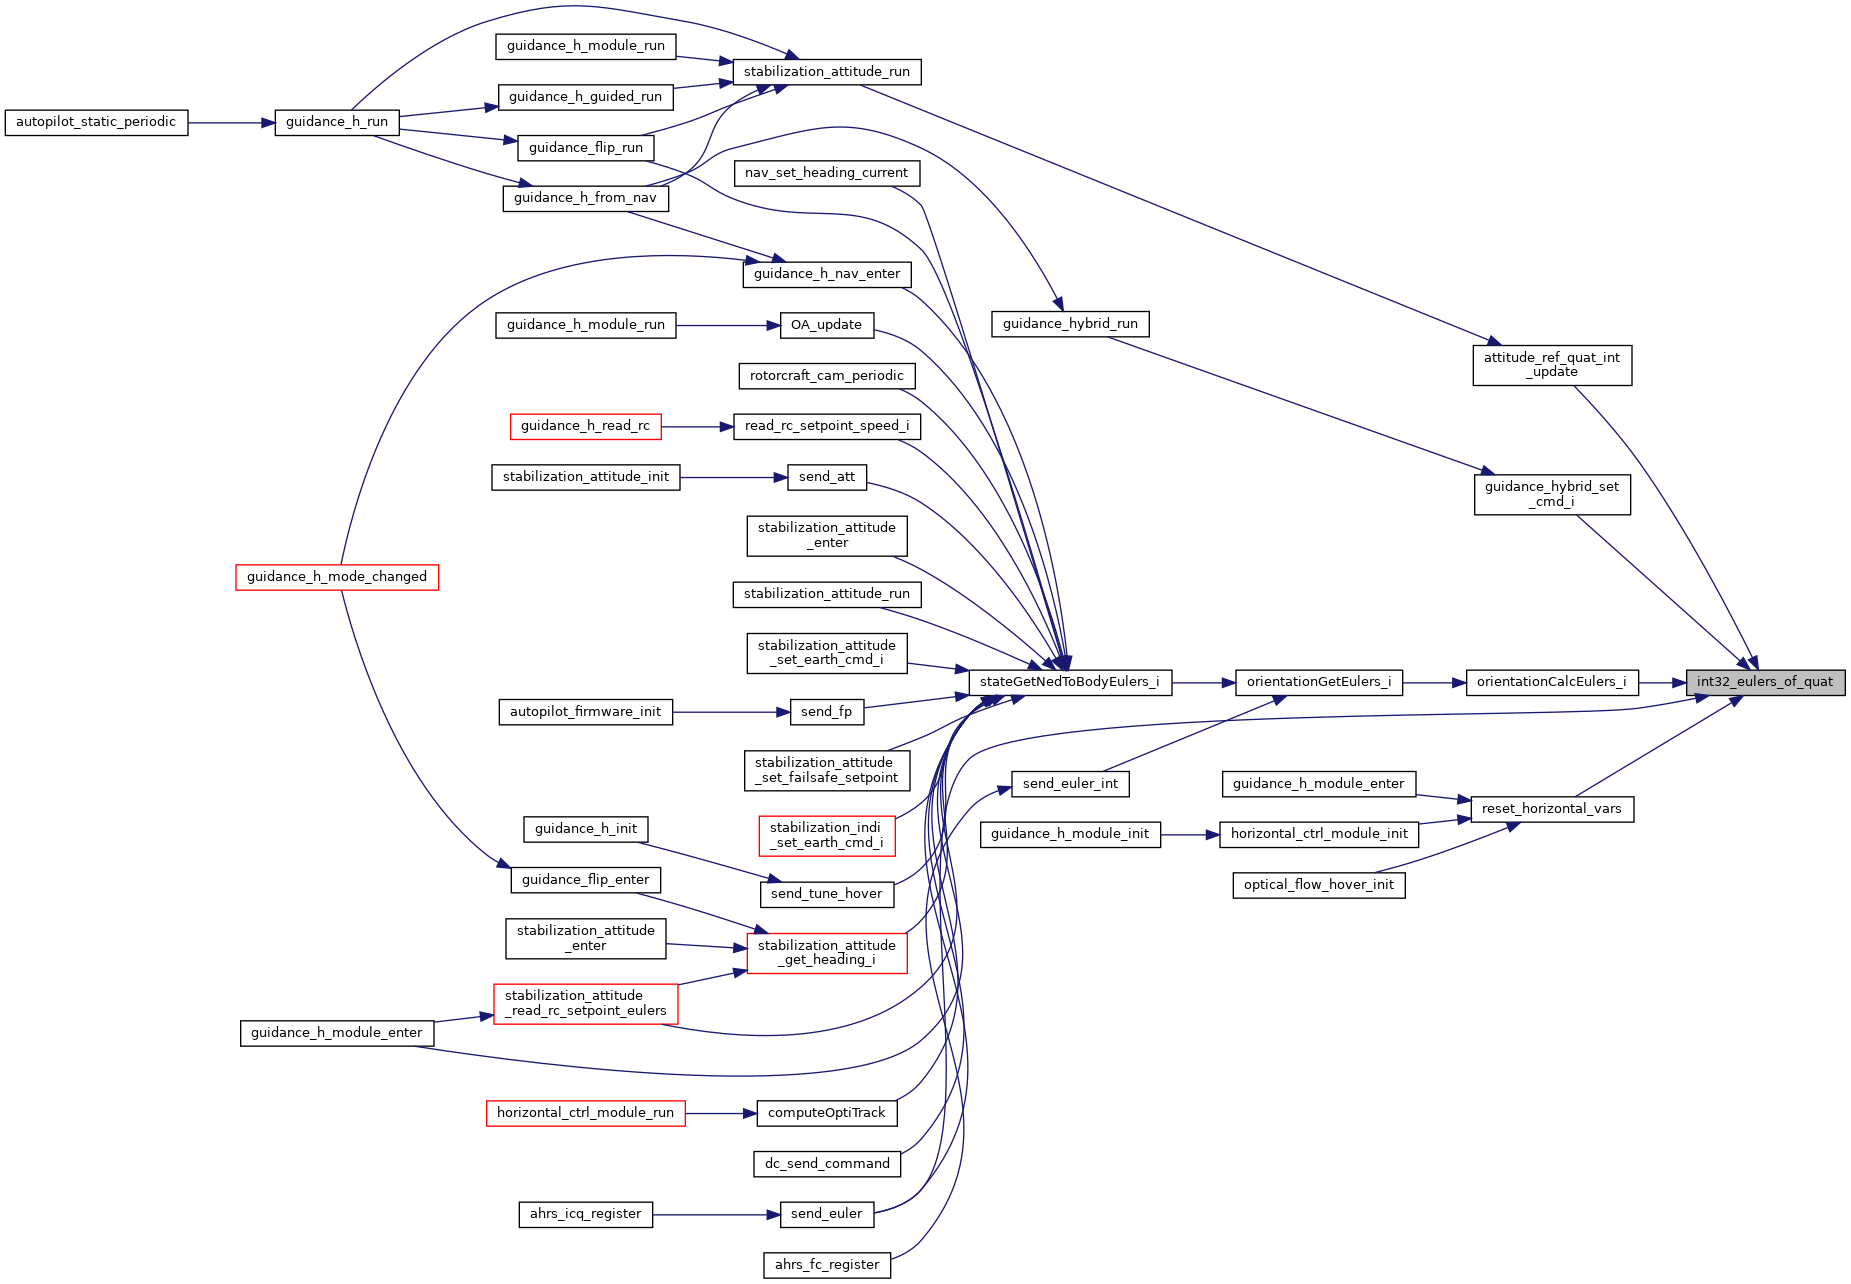 guidance_h_module_run
stabilization_attitude_run
guidance_h_guided_run
autopilot_static_periodic
guidance_h_run
guidance_flip_run
nav_set_heading_current
guidance_h_from_nav
guidance_h_nav_enter
guidance_h_module_run
OA_update
guidance_hybrid_run
attitude_ref_quat_int
_update
rotorcraft_cam_periodic
guidance_h_read_rc
read_rc_setpoint_speed_i
stabilization_attitude_init
send_att
guidance_hybrid_set
_cmd_i
stabilization_attitude
_enter
guidance_h_mode_changed
stabilization_attitude_run
stabilization_attitude
_set_earth_cmd_i
stateGetNedToBodyEulers_i
orientationGetEulers_i
orientationCalcEulers_i
int32_eulers_of_quat
autopilot_firmware_init
send_fp
stabilization_attitude
_set_failsafe_setpoint
send_euler_int
guidance_h_module_enter
reset_horizontal_vars
guidance_h_init
stabilization_indi
_set_earth_cmd_i
guidance_h_module_init
horizontal_ctrl_module_init
guidance_flip_enter
send_tune_hover
optical_flow_hover_init
stabilization_attitude
_enter
stabilization_attitude
_get_heading_i
stabilization_attitude
_read_rc_setpoint_eulers
guidance_h_module_enter
horizontal_ctrl_module_run
computeOptiTrack
dc_send_command
ahrs_icq_register
send_euler
ahrs_fc_register